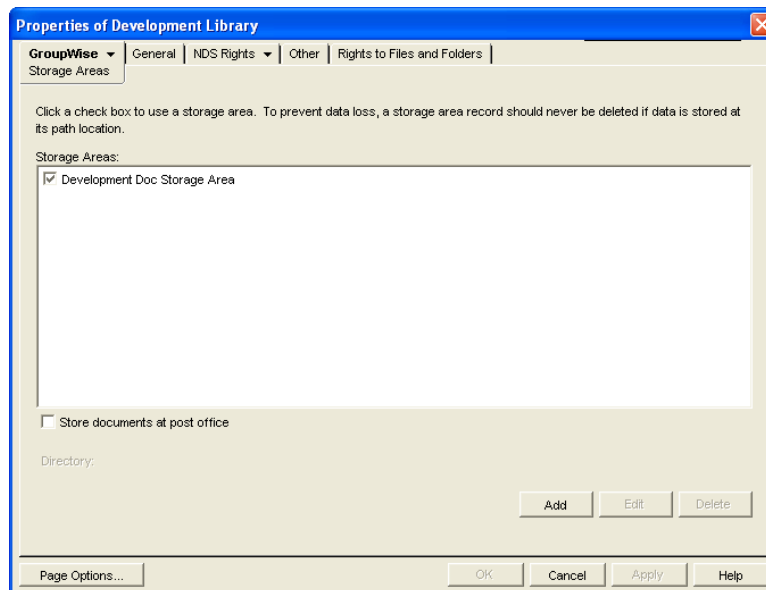 Properties of Development Library
GroupWise General NDS Rights Other Rights to Files and Folders
Storage Areas
Click a check box to use a storage area. To prevent data loss, a storage area record should never be deleted if data is stored at
its path location.
Storage Areas:
Development Doc Storage Area
Store documents at post office
Directory:
Add Edit Delete
Page Options... OK Cancel Apply Help